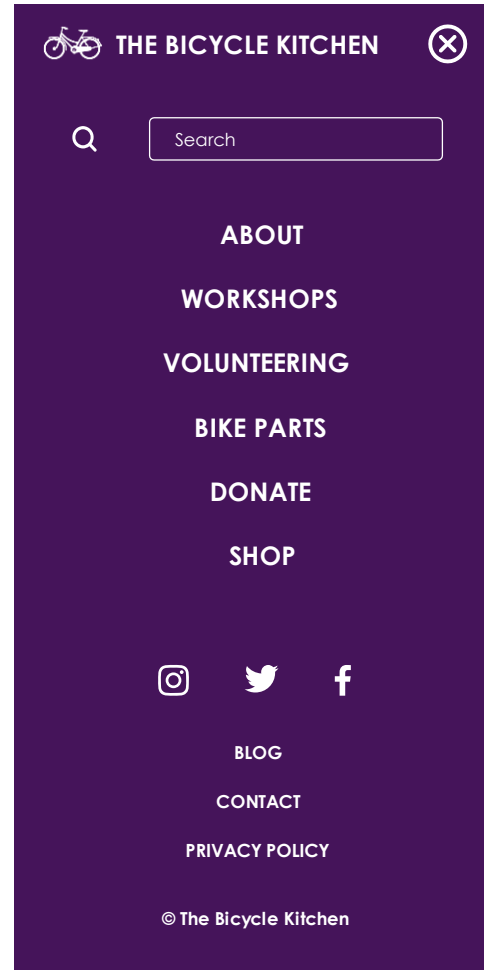 THE BICYCLE KITCHEN
Search
ABOUT
WORKSHOPS
VOLUNTEERING
BIKE PARTS
DONATE
SHOP
BLOG
CONTACT
PRIVACY POLICY
© The Bicycle Kitchen